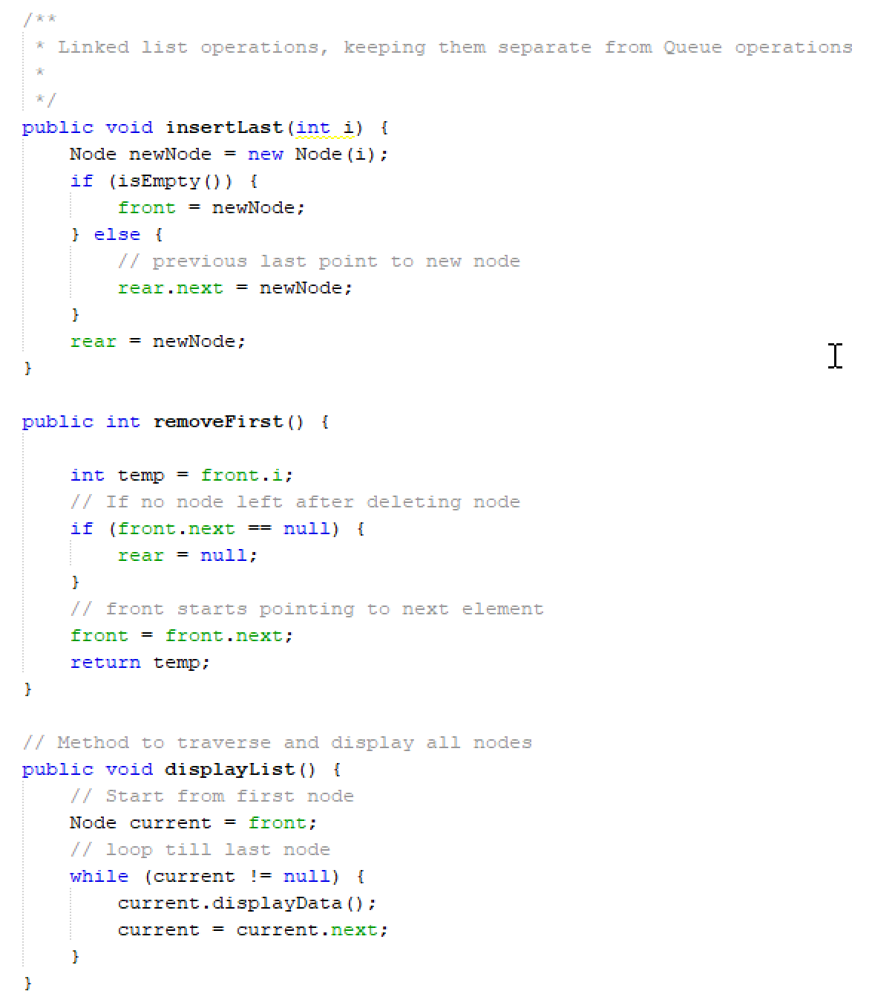 /**
 * Linked list operations, keeping them separate from Queue operations
 *
 */
public void insertLast(int i) {
    Node newNode = new Node(i);
    if (isEmpty()) {
        front = newNode;
    } else {
        // previous last point to new node
        rear.next = newNode;
    }
    rear = newNode;
}

public int removeFirst() {

    int temp = front.i;
    // If no node left after deleting node
    if (front.next == null) {
        rear = null;
    }
    // front starts pointing to next element
    front = front.next;
    return temp;
}

// Method to traverse and display all nodes
public void displayList() {
    // Start from first node
    Node current = front;
    // loop till last node
    while (current != null) {
        current.displayData();
        current = current.next;
    }
}